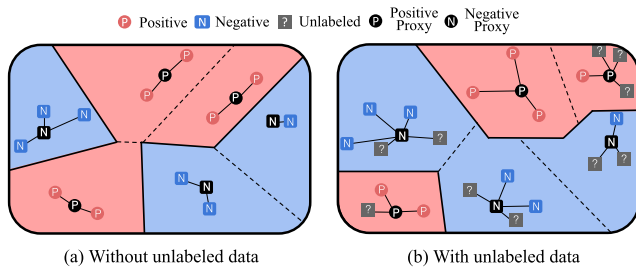 P Positive N Negative ? Unlabeled P Positive Proxy N Negative Proxy
P P P P P
N N N N N
P P P
N N N
P P P P
? ? P ?
N N N ? N ?
N N ? ?
P ? P P
? N N N ?
(a) Without unlabeled data
(b) With unlabeled data